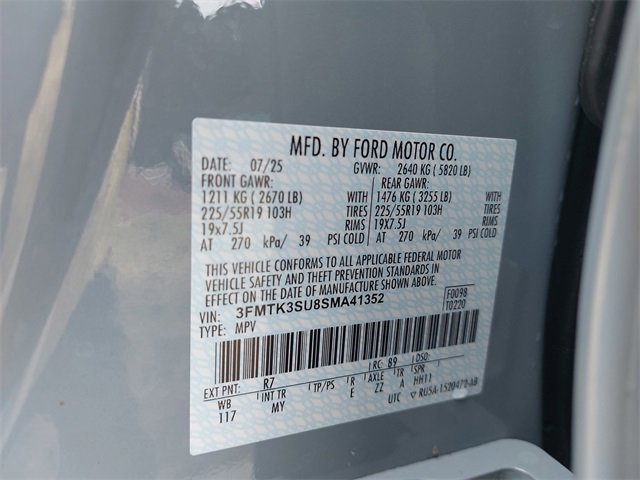 MFD. BY FORD MOTOR CO.
DATE: 07/25 GVWR: 2640 KG ( 5820 LB)
FRONT GAWR: REAR GAWR:
1211 KG ( 2670 LB) WITH 1476 KG ( 3255 LB) WITH
225/55R19 103H TIRES 225/55R19 103H TIRES
19x7.5J RIMS 19X7.5J RIMS
AT 270 kPa/ 39 PSI COLD AT 270 kPa/ 39 PSI COLD
THIS VEHICLE CONFORMS TO ALL APPLICABLE FEDERAL MOTOR
VEHICLE SAFETY AND THEFT PREVENTION STANDARDS IN
EFFECT ON THE DATE OF MANUFACTURE SHOWN ABOVE.
VIN: 3FMTK3SU8SMA41352 F0098
TYPE: MPV T0220
EXT PNT: R7 RC: 89 DSO:
WB INT TR TP/PS R AXLE TR SPR
117 MY E ZZ A HH11
UTC RU5A-1520472-AB